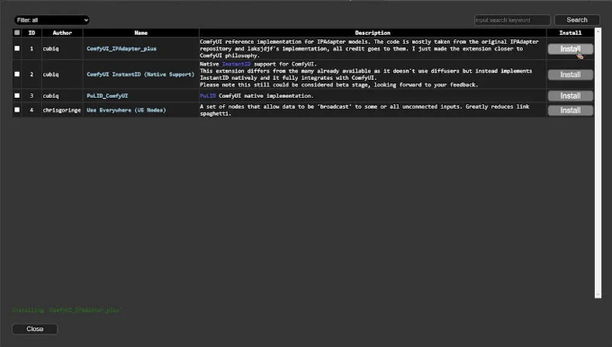 Filter: all
input search keyword
Search
ID Author Name Description Install
1 cubiq ComfyUI_IPAdapter_plus ComfyUI reference implementation for IPAdapter models. The code is mostly taken from the original IPAdapter
repository and laksjdjf's implementation, all credit goes to them. I just made the extension closer to
ComfyUI philosophy.
Install
2 cubiq ComfyUI InstantID (Native Support) Native InstantID support for ComfyUI.
This extension differs from the many already available as it doesn't use diffusers but instead implements
InstantID natively and it fully integrates with ComfyUI.
Please note this still could be considered beta stage, looking forward to your feedback.
Install
3 cubiq PuLID_ComfyUI PuLID ComfyUI native implementation.
Install
4 chrisgoringe Use Everywhere (UE Nodes) A set of nodes that allow data to be 'broadcast' to some or all unconnected inputs. Greatly reduces link
spaghetti.
Install
Installing 'ComfyUI_IPAdapter_plus'
Close